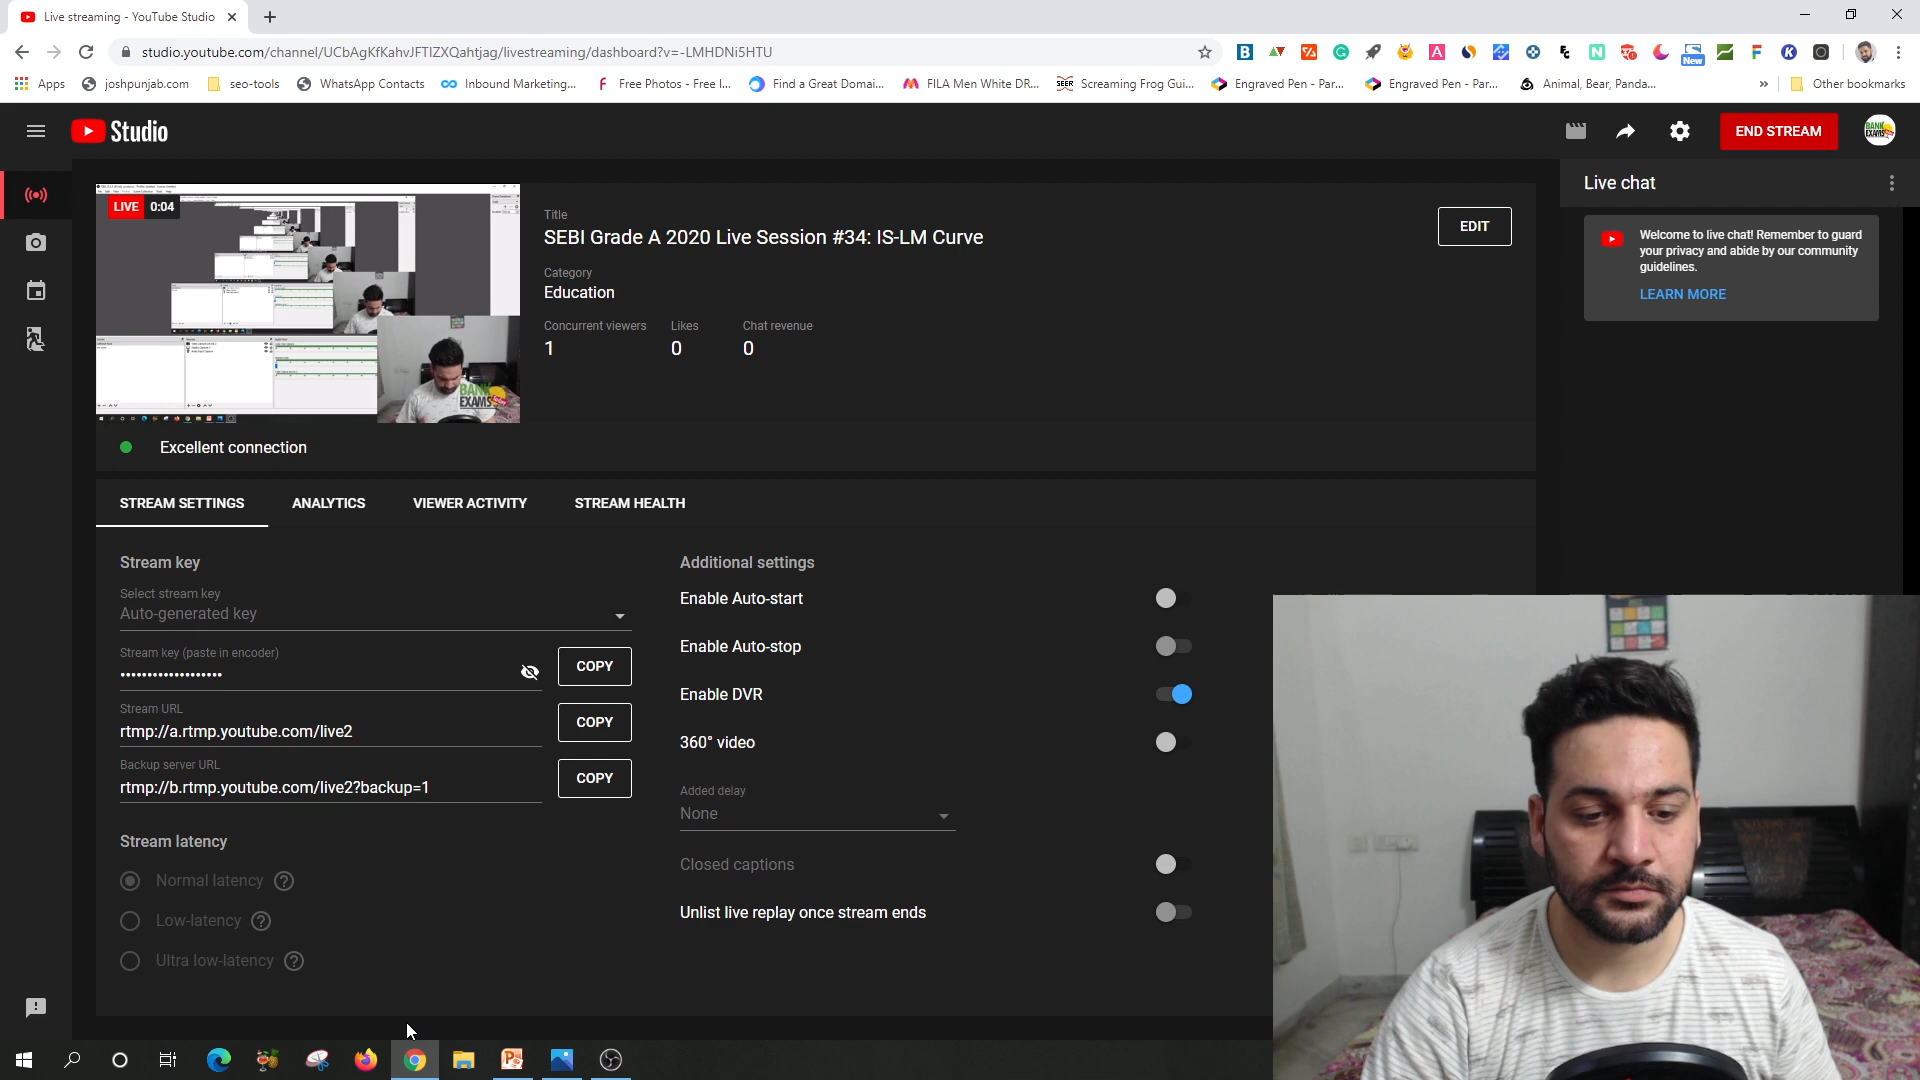 Live streaming - YouTube Studio
studio.youtube.com/channel/UCbAgKfKahvJFTIZXQahtjag/livestreaming/dashboard?v=-LMHDNi5HTU
New
Apps joshpunjab.com seo-tools WhatsApp Contacts Inbound Marketing... Free Photos - Free I... Find a Great Domai... FILA Men White DR... Screaming Frog Gui... Engraved Pen - Par... Engraved Pen - Par... Animal, Bear, Panda... » Other bookmarks
Studio
END STREAM
BANK EXAMS
LIVE 0:04
BANK
EXAMS
Title
SEBI Grade A 2020 Live Session #34: IS-LM Curve
EDIT
Category
Education
Concurrent viewers Likes Chat revenue
1 0 0
Live chat
Welcome to live chat! Remember to guard
your privacy and abide by our community
guidelines.
LEARN MORE
Excellent connection
STREAM SETTINGS ANALYTICS VIEWER ACTIVITY STREAM HEALTH
Stream key
Select stream key
Auto-generated key
Stream key (paste in encoder)
COPY
Stream URL
rtmp://a.rtmp.youtube.com/live2
COPY
Backup server URL
rtmp://b.rtmp.youtube.com/live2?backup=1
COPY
Stream latency
Normal latency
Low-latency
Ultra low-latency
Additional settings
Enable Auto-start
Enable Auto-stop
Enable DVR
360° video
Added delay
None
Closed captions
Unlist live replay once stream ends